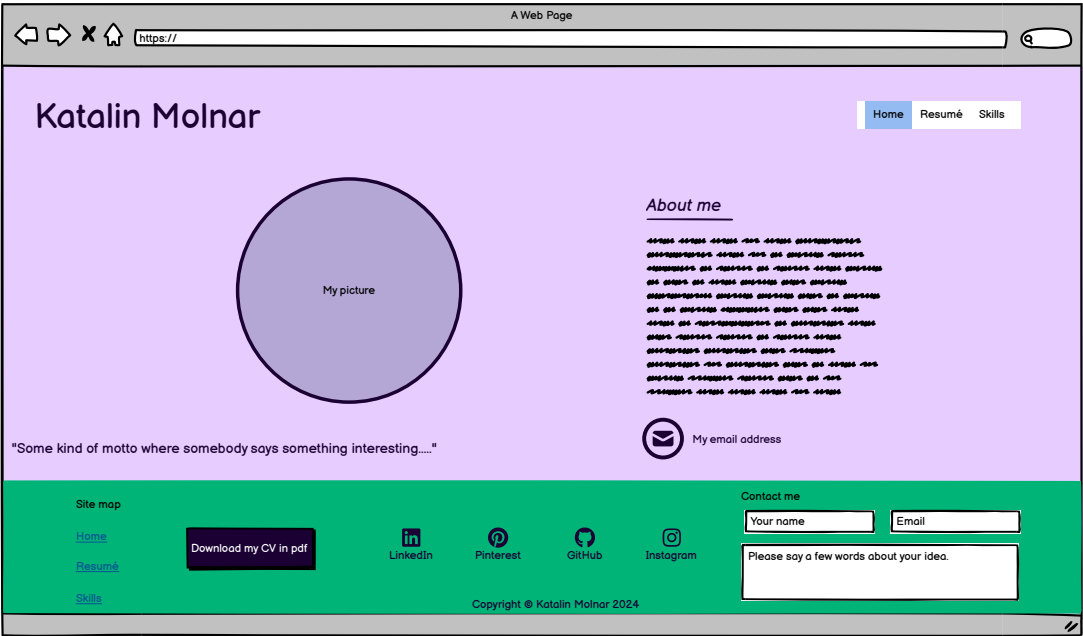 A Web Page
https://
Katalin Molnar
Home Resumé Skills
About me
My picture
My email address
"Some kind of motto where somebody says something interesting....."
Site map
Home
Resumé
Skills
Download my CV in pdf
LinkedIn
Pinterest
GitHub
Instagram
Copyright © Katalin Molnar 2024
Contact me
Your name
Email
Please say a few words about your idea.